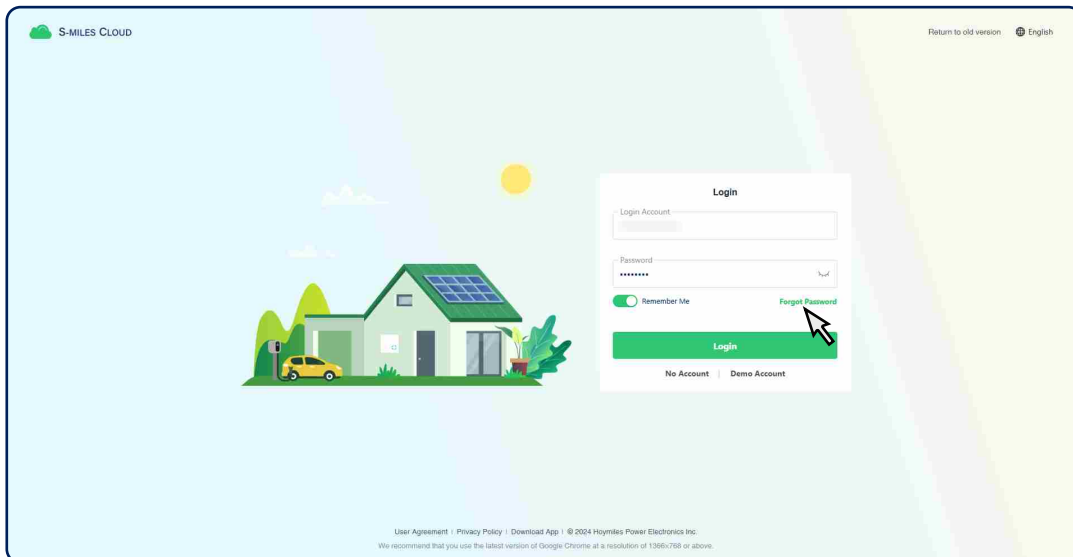 S-MILES CLOUD
Return to old version English
Login
Login Account
Password
••••••••
Remember Me Forgot Password
Login
No Account | Demo Account
User Agreement | Privacy Policy | Download App | © 2024 Hoymiles Power Electronics Inc.
We recommend that you use the latest version of Google Chrome at a resolution of 1366x768 or above.